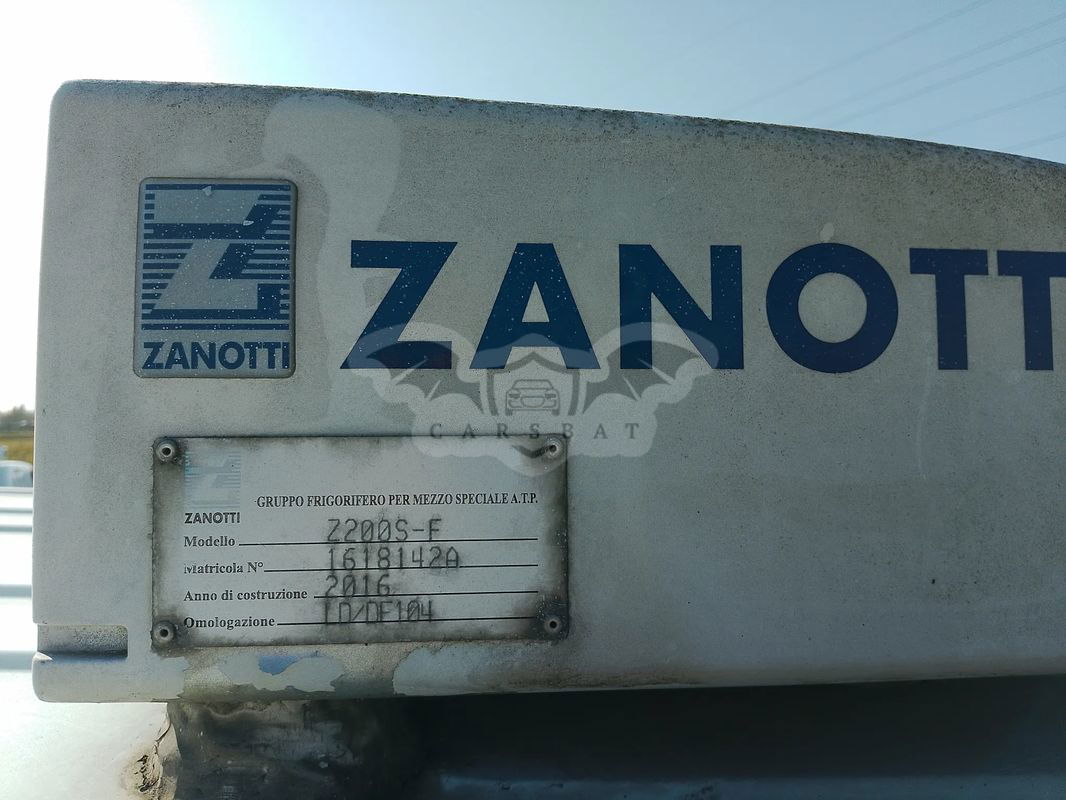 ZANOTTI
ZANOTT
CARSBAT
GRUPPO FRIGORIFERO PER MEZZO SPECIALE A.T.P.
ZANOTTI
Modello Z200S-F
Matricola N° 1618142A
Anno di costruzione 2016
Omologazione LD/DF104